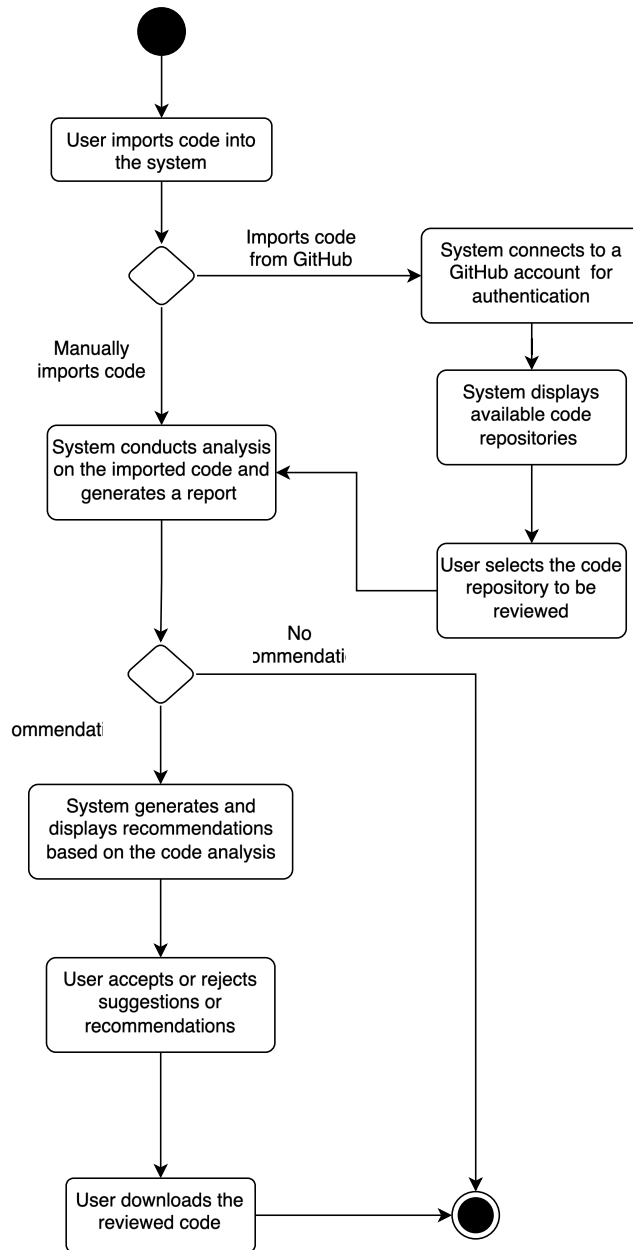 User imports code into
the system
Imports code
from GitHub
System connects to a
GitHub account for
authentication
Manually
imports code
System displays
available code
repositories
System conducts analysis
on the imported code and
generates a report
User selects the code
repository to be
reviewed
No
ommendati
ommendati
System generates and
displays recommendations
based on the code analysis
User accepts or rejects
suggestions or
recommendations
User downloads the
reviewed code